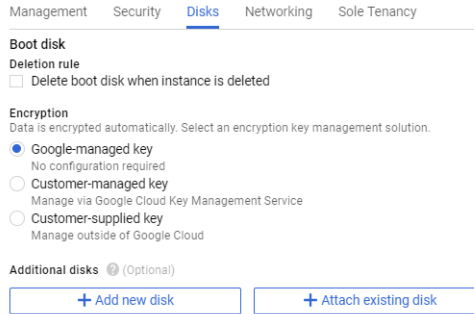 Management Security Disks Networking Sole Tenancy
Boot disk
Deletion rule
Delete boot disk when instance is deleted
Encryption
Data is encrypted automatically. Select an encryption key management solution.
Google-managed key
No configuration required
Customer-managed key
Manage via Google Cloud Key Management Service
Customer-supplied key
Manage outside of Google Cloud
Additional disks ? (Optional)
+ Add new disk + Attach existing disk